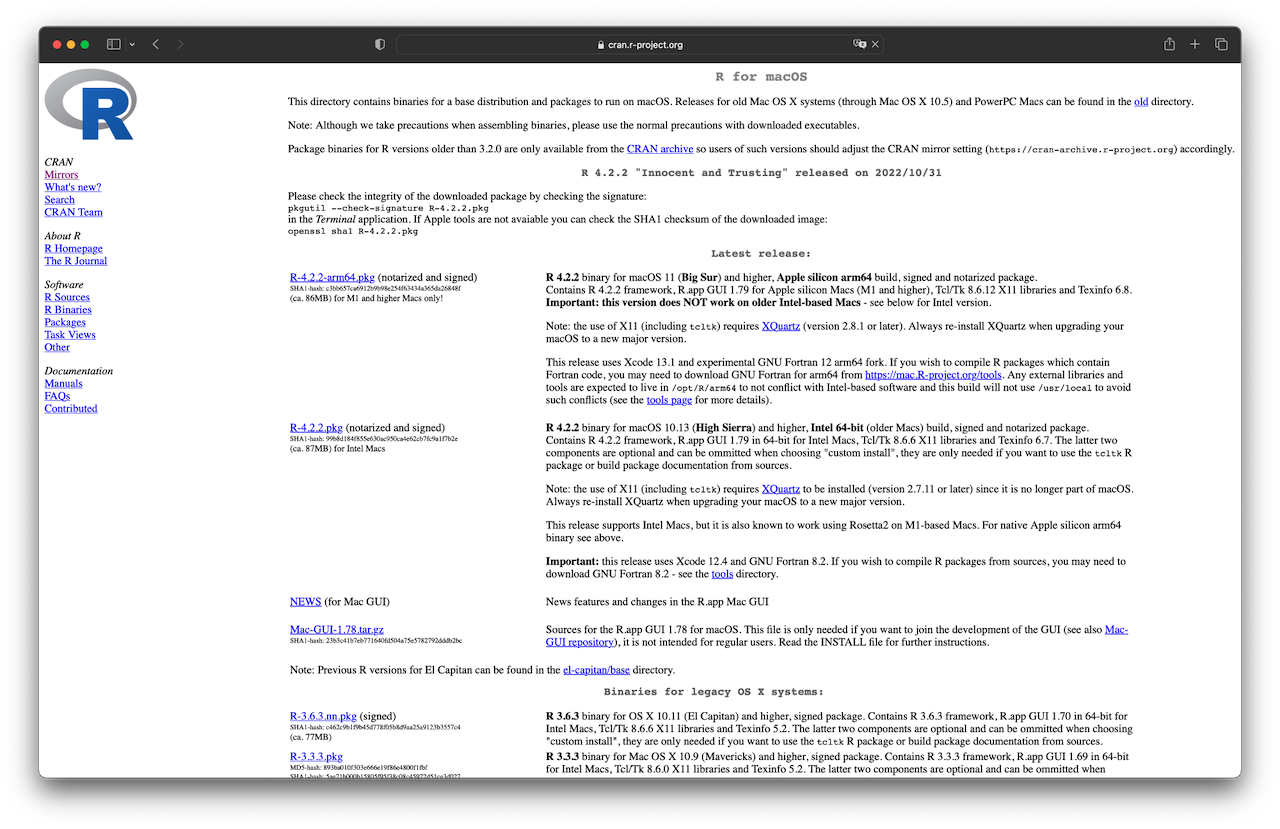 cran.r-project.org
R
CRAN
Mirrors
What's new?
Search
CRAN Team
About R
R Homepage
The R Journal
Software
R Sources
R Binaries
Packages
Task Views
Other
Documentation
Manuals
FAQs
Contributed
R for macOS
This directory contains binaries for a base distribution and packages to run on macOS. Releases for old Mac OS X systems (through Mac OS X 10.5) and PowerPC Macs can be found in the old directory.
Note: Although we take precautions when assembling binaries, please use the normal precautions with downloaded executables.
Package binaries for R versions older than 3.2.0 are only available from the CRAN archive so users of such versions should adjust the CRAN mirror setting (https://cran-archive.r-project.org) accordingly.
R 4.2.2 "Innocent and Trusting" released on 2022/10/31
Please check the integrity of the downloaded package by checking the signature:
pkgutil --check-signature R-4.2.2.pkg
in the Terminal application. If Apple tools are not avaiable you can check the SHA1 checksum of the downloaded image:
openssl sha1 R-4.2.2.pkg
Latest release:
R-4.2.2-arm64.pkg (notarized and signed)
SHA1-hash: c3bb657ca6912b9b98e254f63434a365da26848f
(ca. 86MB) for M1 and higher Macs only!
R 4.2.2 binary for macOS 11 (Big Sur) and higher, Apple silicon arm64 build, signed and notarized package.
Contains R 4.2.2 framework, R.app GUI 1.79 for Apple silicon Macs (M1 and higher), Tcl/Tk 8.6.12 X11 libraries and Texinfo 6.8.
Important: this version does NOT work on older Intel-based Macs - see below for Intel version.
Note: the use of X11 (including tcltk) requires XQuartz (version 2.8.1 or later). Always re-install XQuartz when upgrading your
macOS to a new major version.
This release uses Xcode 13.1 and experimental GNU Fortran 12 arm64 fork. If you wish to compile R packages which contain
Fortran code, you may need to download GNU Fortran for arm64 from https://mac.R-project.org/tools. Any external libraries and
tools are expected to live in /opt/R/arm64 to not conflict with Intel-based software and this build will not use /usr/local to avoid
such conflicts (see the tools page for more details).
R-4.2.2.pkg (notarized and signed)
SHA1-hash: 99b8d184f855e630ac950ca4e62cb7fc9a1f7b2e
(ca. 87MB) for Intel Macs
R 4.2.2 binary for macOS 10.13 (High Sierra) and higher, Intel 64-bit (older Macs) build, signed and notarized package.
Contains R 4.2.2 framework, R.app GUI 1.79 in 64-bit for Intel Macs, Tcl/Tk 8.6.6 X11 libraries and Texinfo 6.7. The latter two
components are optional and can be ommitted when choosing "custom install", they are only needed if you want to use the tcltk R
package or build package documentation from sources.
Note: the use of X11 (including tcltk) requires XQuartz to be installed (version 2.7.11 or later) since it is no longer part of macOS.
Always re-install XQuartz when upgrading your macOS to a new major version.
This release supports Intel Macs, but it is also known to work using Rosetta2 on M1-based Macs. For native Apple silicon arm64
binary see above.
Important: this release uses Xcode 12.4 and GNU Fortran 8.2. If you wish to compile R packages from sources, you may need to
download GNU Fortran 8.2 - see the tools directory.
NEWS (for Mac GUI)
News features and changes in the R.app Mac GUI
Mac-GUI-1.78.tar.gz
SHA1-hash: 23b3c41b7eb771640fd504a75e5782792dddb2bc
Sources for the R.app GUI 1.78 for macOS. This file is only needed if you want to join the development of the GUI (see also Mac-
GUI repository), it is not intended for regular users. Read the INSTALL file for further instructions.
Note: Previous R versions for El Capitan can be found in the el-capitan/base directory.
Binaries for legacy OS X systems:
R-3.6.3.nn.pkg (signed)
SHA1-hash: c462c9b1f9b45d778f05b8d9aa25a9123b3557c4
(ca. 77MB)
R 3.6.3 binary for OS X 10.11 (El Capitan) and higher, signed package. Contains R 3.6.3 framework, R.app GUI 1.70 in 64-bit for
Intel Macs, Tcl/Tk 8.6.6 X11 libraries and Texinfo 5.2. The latter two components are optional and can be ommitted when choosing
"custom install", they are only needed if you want to use the tcltk R package or build package documentation from sources.
R-3.3.3.pkg
MD5-hash: 893ba010f303e666e19f86e4800f1fbf
R 3.3.3 binary for Mac OS X 10.9 (Mavericks) and higher, signed package. Contains R 3.3.3 framework, R.app GUI 1.69 in 64-bit
for Intel Macs, Tcl/Tk 8.6.0 X11 libraries and Texinfo 5.2. The latter two components are optional and can be ommitted when